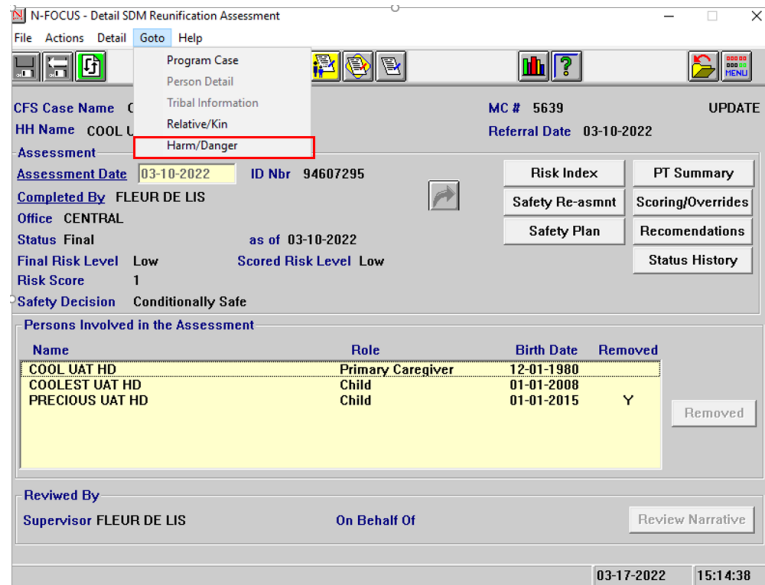 N-FOCUS - Detail SDM Reunification Assessment
File Actions Detail Goto Help
Program Case
Person Detail
Tribal Information
Relative/Kin
Harm/Danger
MENU
CFS Case Name MC # 5639 UPDATE
HH Name COOL Referral Date 03-10-2022
Assessment
Assessment Date 03-10-2022 ID Nbr 94607295 Risk Index PT Summary
Completed By FLEUR DE LIS Safety Re-asmnt Scoring/Overrides
Office CENTRAL Safety Plan Recomendations
Status Final as of 03-10-2022
Final Risk Level Low Scored Risk Level Low Status History
Risk Score 1
Safety Decision Conditionally Safe
Persons Involved in the Assessment
Name Role Birth Date Removed
COOL UAT HD Primary Caregiver 12-01-1980
COOLEST UAT HD Child 01-01-2008
PRECIOUS UAT HD Child 01-01-2015 Y
Removed
Reviwed By
Supervisor FLEUR DE LIS On Behalf Of Review Narrative
03-17-2022 15:14:38